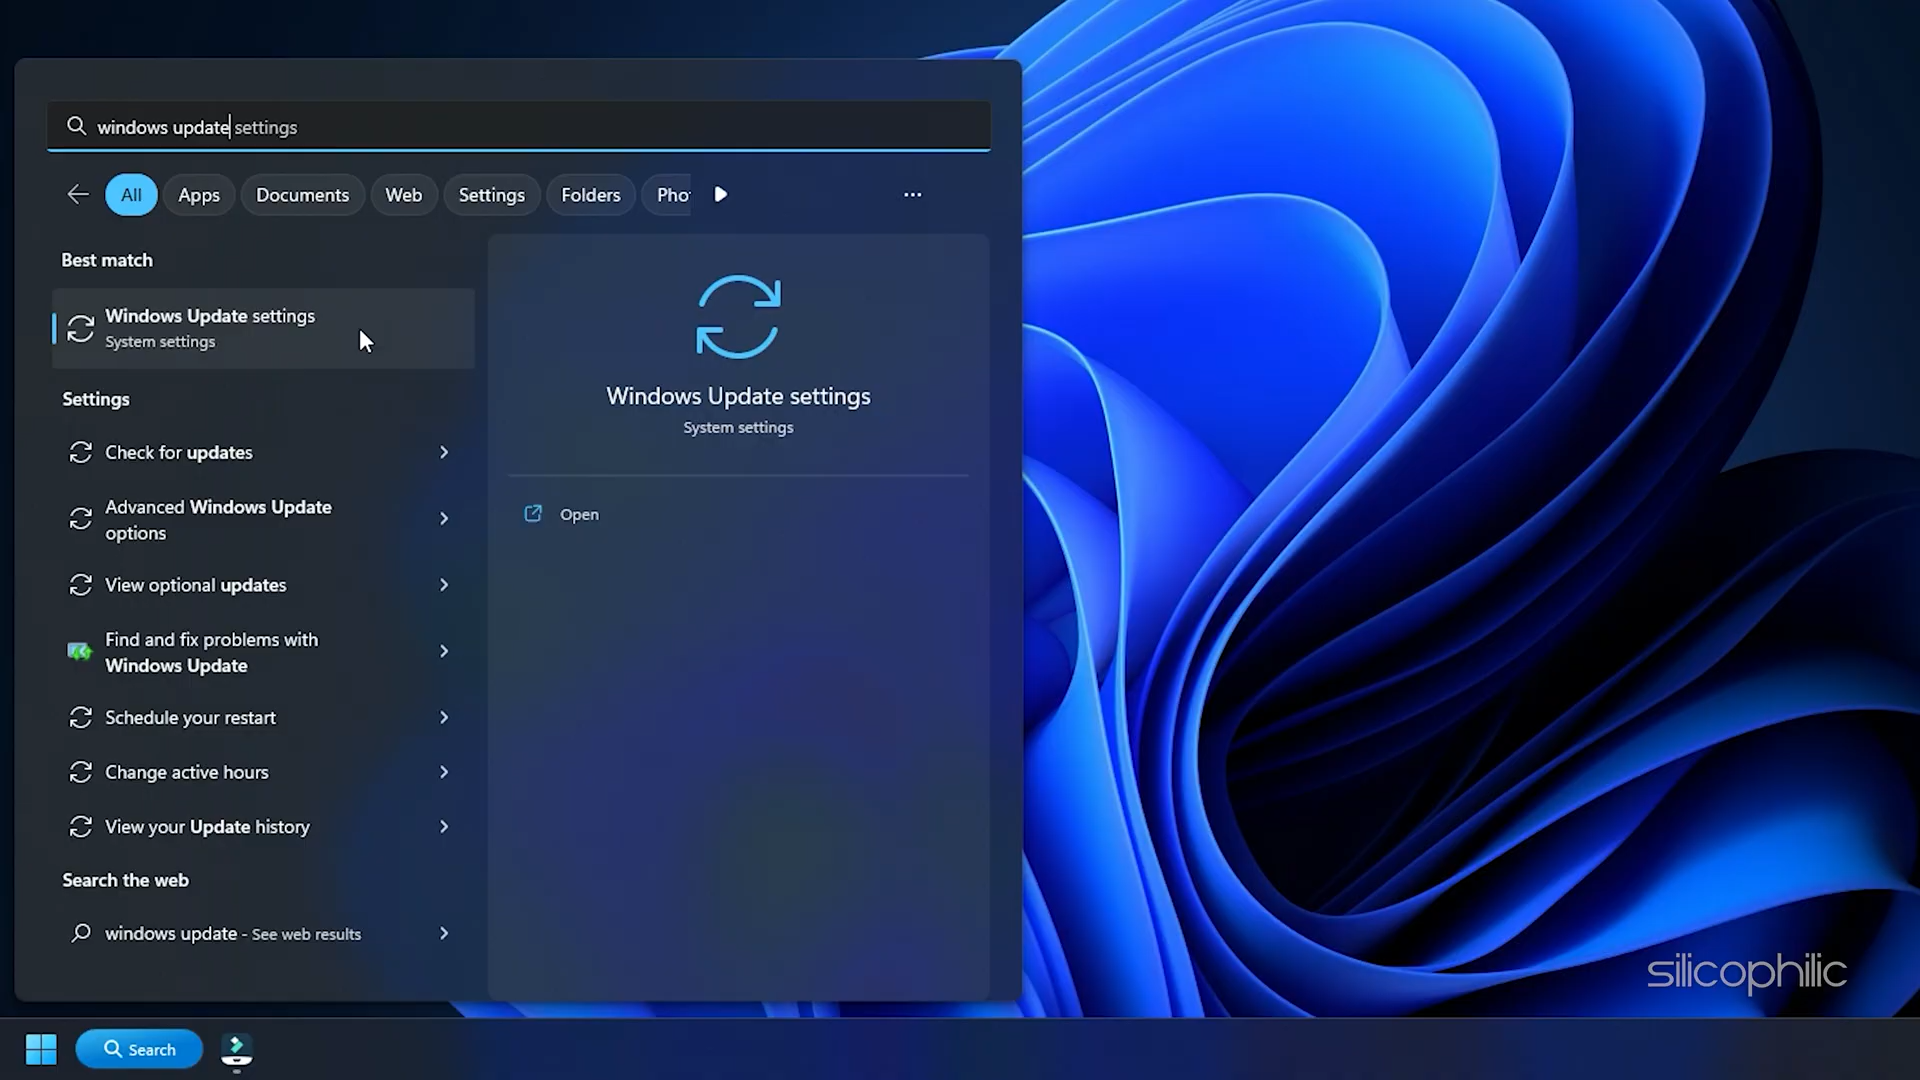 windows update settings
All
Apps
Documents
Web
Settings
Folders
Pho
...
Best match
Windows Update settings
System settings
Settings
Check for updates
Advanced Windows Update
options
View optional updates
Find and fix problems with
Windows Update
Schedule your restart
Change active hours
View your Update history
Search the web
windows update - See web results
Windows Update settings
System settings
Open
silicophilic
Search